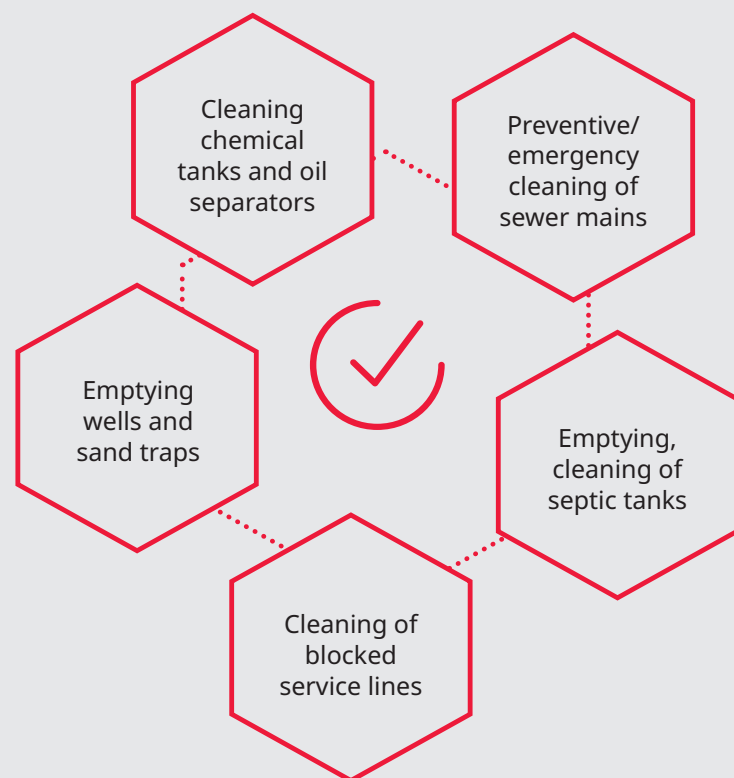 Cleaning
chemical
tanks and oil
separators
Preventive/
emergency
cleaning of
sewer mains
Emptying
wells and
sand traps
Emptying,
cleaning of
septic tanks
Cleaning of
blocked
service lines